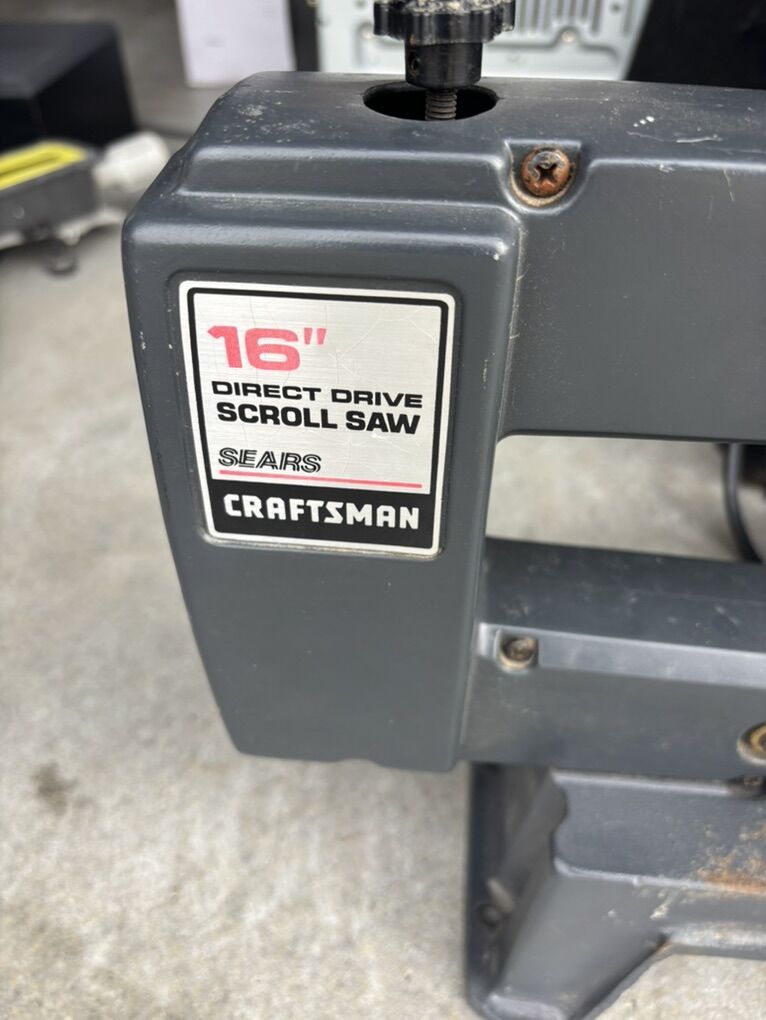 16"
DIRECT DRIVE
SCROLL SAW
SEARS
CRAFTSMAN